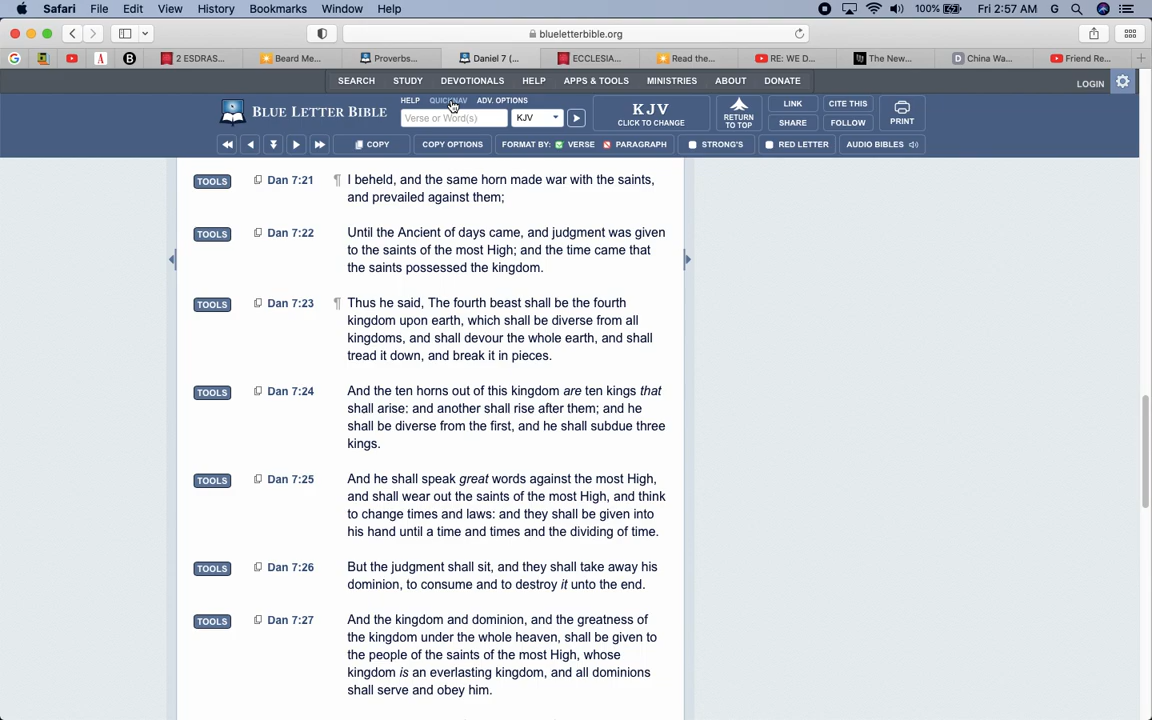 Safari File Edit View History Bookmarks Window Help 100% Fri 2:57 AM G
blueletterbible.org
2 ESDRAS... Beard Me... Proverbs... Daniel 7 (... ECCLESIA... Read the... RE: WE D... The New... China Wa... Friend Re...
SEARCH STUDY DEVOTIONALS HELP APPS & TOOLS MINISTRIES ABOUT DONATE LOGIN
HELP QUICKNAV ADV. OPTIONS
BLUE LETTER BIBLE
Verse or Word(s) KJV
KJV
CLICK TO CHANGE
RETURN
TO TOP
LINK CITE THIS
SHARE FOLLOW
PRINT
COPY COPY OPTIONS FORMAT BY: VERSE PARAGRAPH STRONG'S RED LETTER AUDIO BIBLES
TOOLS Dan 7:21 ¶ I beheld, and the same horn made war with the saints,
and prevailed against them;
TOOLS Dan 7:22 Until the Ancient of days came, and judgment was given
to the saints of the most High; and the time came that
the saints possessed the kingdom.
TOOLS Dan 7:23 ¶ Thus he said, The fourth beast shall be the fourth
kingdom upon earth, which shall be diverse from all
kingdoms, and shall devour the whole earth, and shall
tread it down, and break it in pieces.
TOOLS Dan 7:24 And the ten horns out of this kingdom are ten kings that
shall arise: and another shall rise after them; and he
shall be diverse from the first, and he shall subdue three
kings.
TOOLS Dan 7:25 And he shall speak great words against the most High,
and shall wear out the saints of the most High, and think
to change times and laws: and they shall be given into
his hand until a time and times and the dividing of time.
TOOLS Dan 7:26 But the judgment shall sit, and they shall take away his
dominion, to consume and to destroy it unto the end.
TOOLS Dan 7:27 And the kingdom and dominion, and the greatness of
the kingdom under the whole heaven, shall be given to
the people of the saints of the most High, whose
kingdom is an everlasting kingdom, and all dominions
shall serve and obey him.